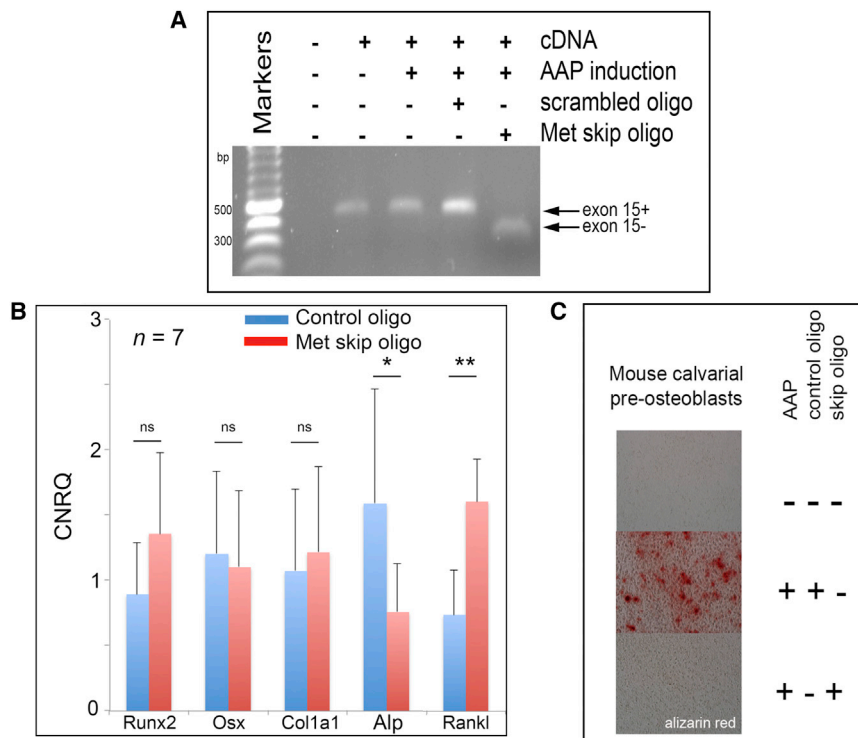 A
Markers
- + + + + cDNA
- - + + + AAP induction
- - - + - scrambled oligo
- - - - + Met skip oligo
bp
500
300
exon 15+
exon 15-
B
n = 7
Control oligo
Met skip oligo
CNRQ
3
2
1
0
ns
ns
ns
*
**
Runx2 Osx Col1a1 Alp Rankl
C
Mouse calvarial
pre-osteoblasts
AAP
control oligo
skip oligo
- - -
+ + -
+ - +
alizarin red